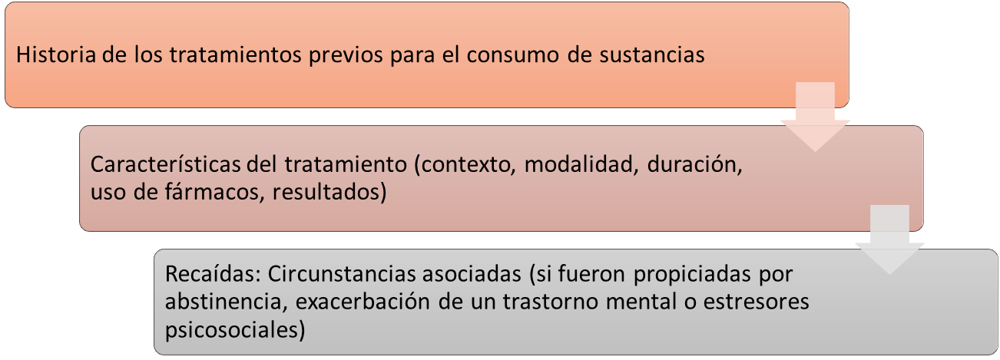 Historia de los tratamientos previos para el consumo de sustancias
Características del tratamiento (contexto, modalidad, duración,
uso de fármacos, resultados)
Recaídas: Circunstancias asociadas (si fueron propiciadas por
abstinencia, exacerbación de un trastorno mental o estresores
psicosociales)